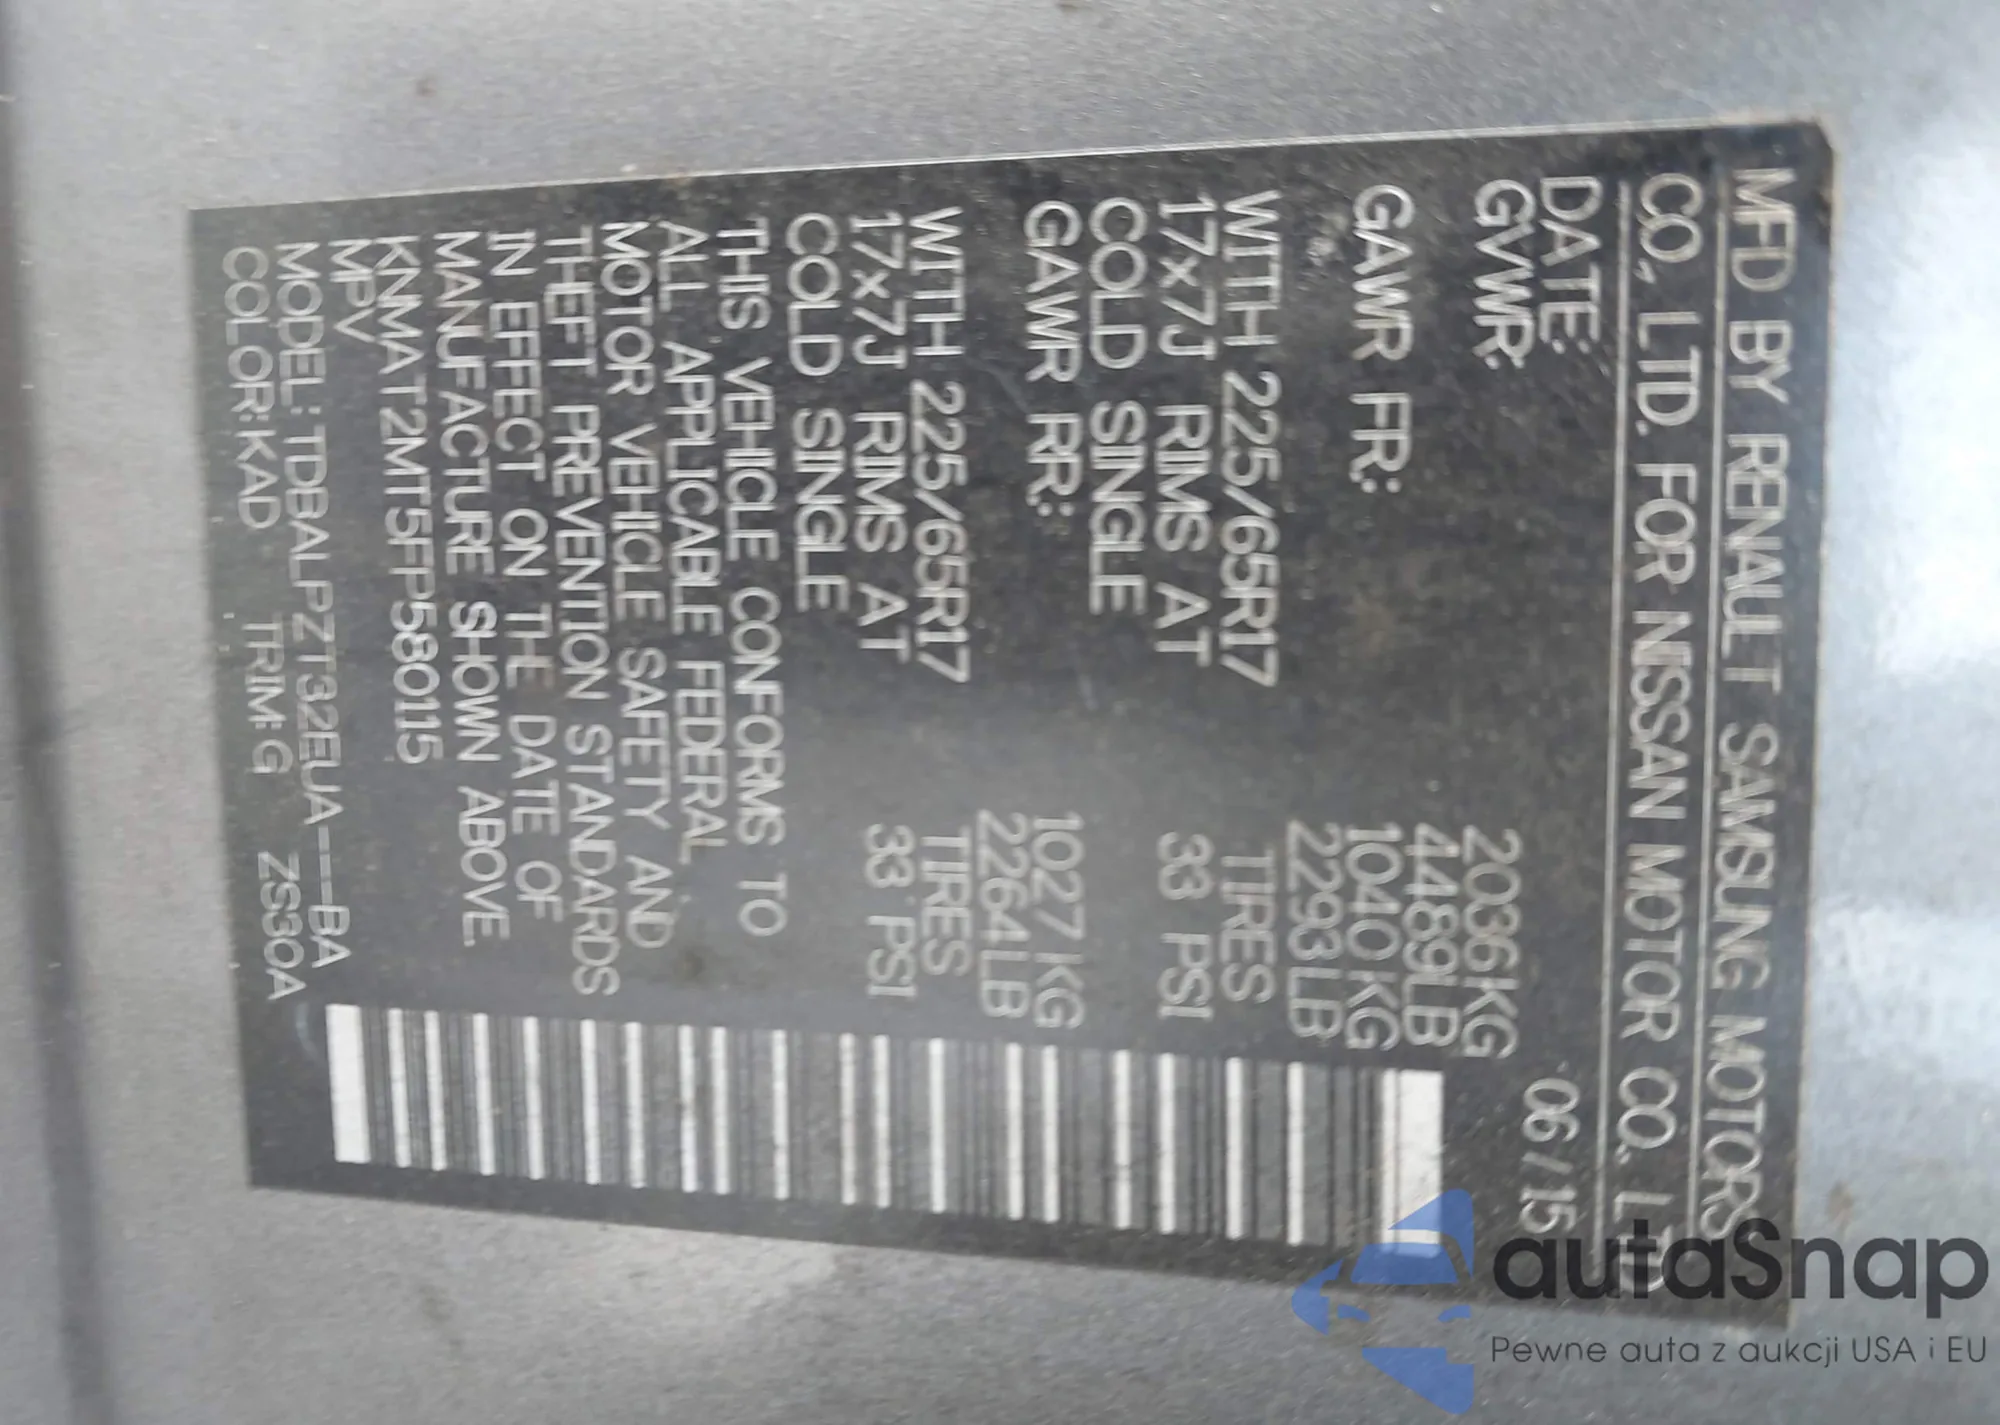 MFD BY RENAULT SAMSUNG MOTORS
CO., LTD. FOR NISSAN MOTOR CO., LTD.
DATE: 06/15
GVWR: 2036KG
4489LB
GAWR FR: 1040KG
2293LB
WITH 225/65R17 TIRES
17x7J RIMS AT 33 PSI
COLD SINGLE
GAWR RR: 1027KG
2264LB
WITH 225/65R17 TIRES
17x7J RIMS AT 33 PSI
COLD SINGLE
THIS VEHICLE CONFORMS TO
ALL APPLICABLE FEDERAL
MOTOR VEHICLE SAFETY AND
THEFT PREVENTION STANDARDS
IN EFFECT ON THE DATE OF
MANUFACTURE SHOWN ABOVE.
KNMAT2MT5FP580115
MPV
MODEL:TDBALPZT32EUA----BA
COLOR:KAD TRIM:G ZS30A
autaSnap
Pewne auta z aukcji USA i EU